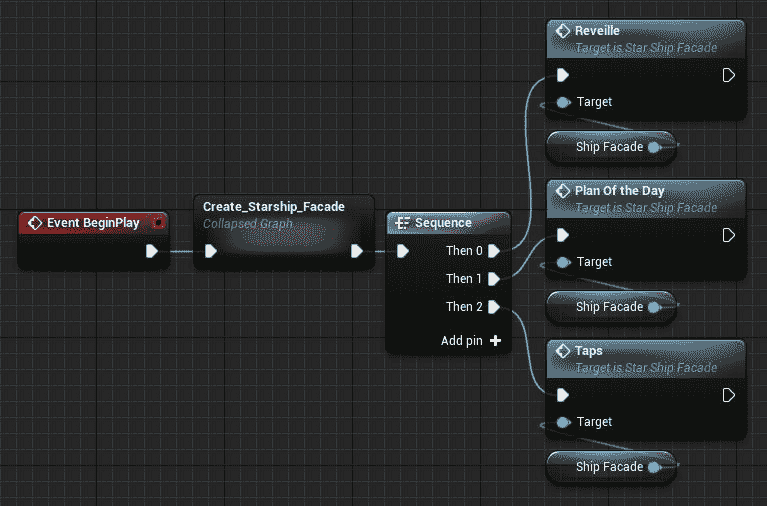 Reveille
Target is Star Ship Facade
Target
Ship Facade
Plan Of the Day
Target is Star Ship Facade
Target
Ship Facade
Event BeginPlay
Create_Starship_Facade
Collapsed Graph
Sequence
Then 0
Then 1
Then 2
Add pin
Taps
Target is Star Ship Facade
Target
Ship Facade